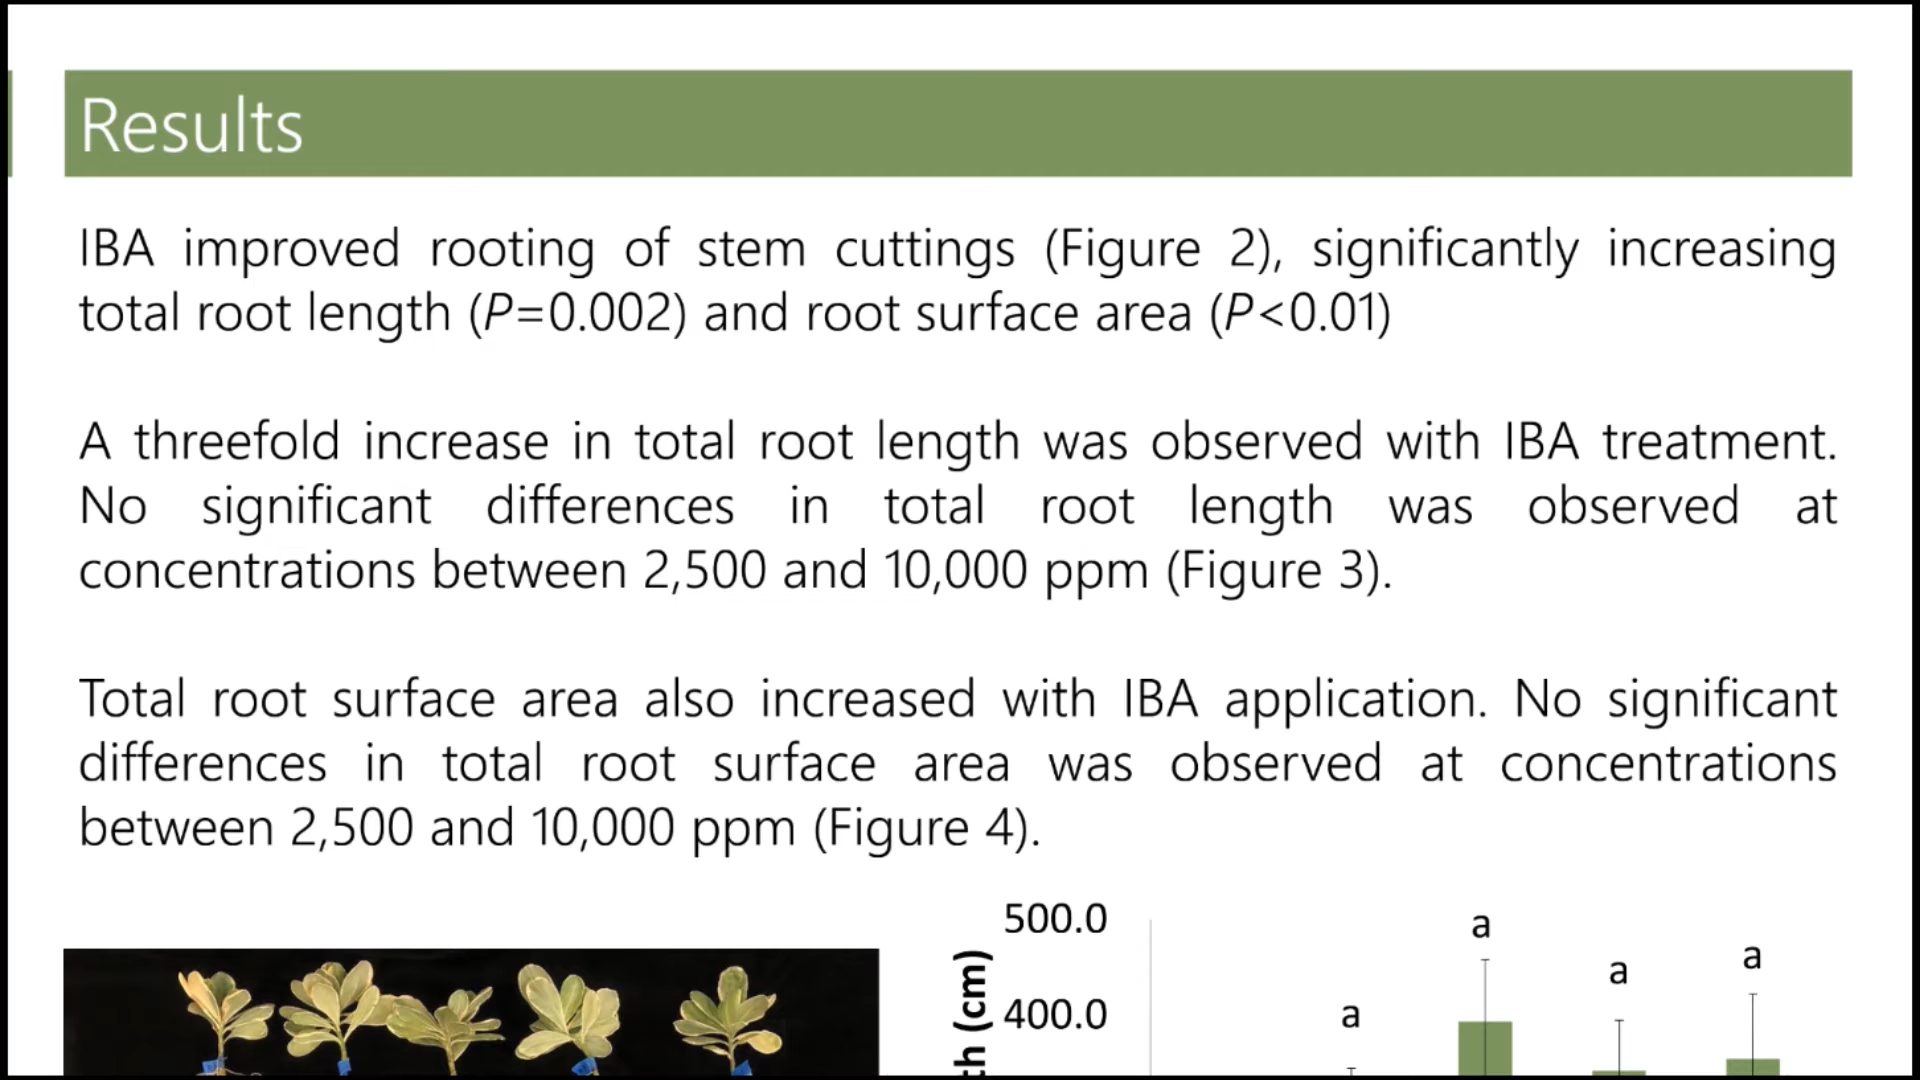 Results
IBA improved rooting of stem cuttings (Figure 2), significantly increasing
total root length (P=0.002) and root surface area (P<0.01)
A threefold increase in total root length was observed with IBA treatment.
No significant differences in total root length was observed at
concentrations between 2,500 and 10,000 ppm (Figure 3).
Total root surface area also increased with IBA application. No significant
differences in total root surface area was observed at concentrations
between 2,500 and 10,000 ppm (Figure 4).
500.0
400.0
(cm)
a
a
a
a